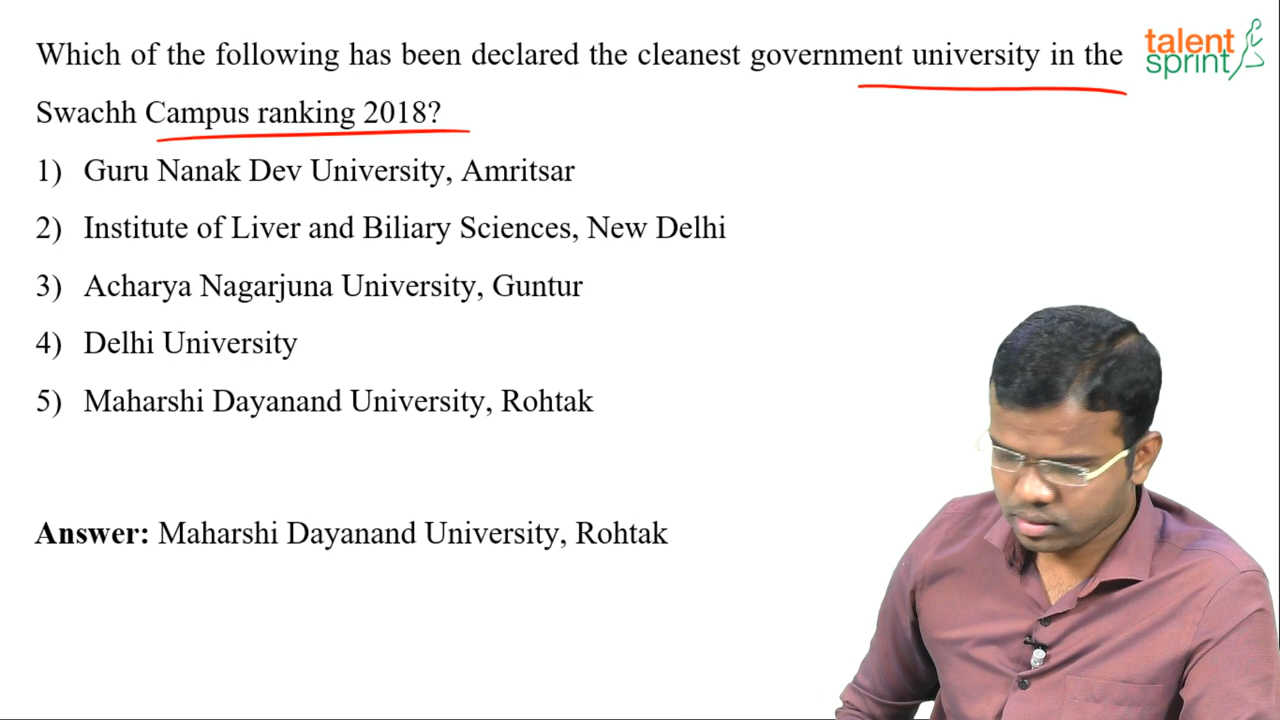 Which of the following has been declared the cleanest government university in the
Swachh Campus ranking 2018?
1) Guru Nanak Dev University, Amritsar
2) Institute of Liver and Biliary Sciences, New Delhi
3) Acharya Nagarjuna University, Guntur
4) Delhi University
5) Maharshi Dayanand University, Rohtak
Answer: Maharshi Dayanand University, Rohtak
talent
sprint